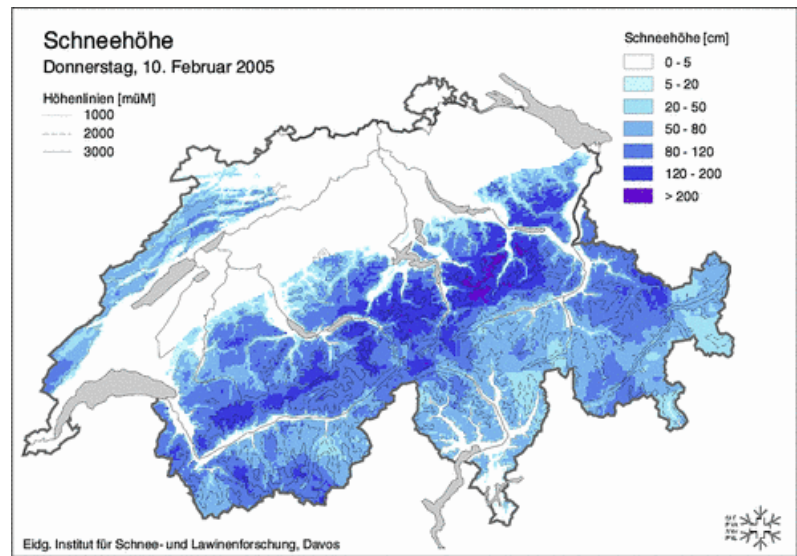 Schneehöhe
Donnerstag, 10. Februar 2005
Höhenlinien [müM]
1000
2000
3000
Schneehöhe [cm]
0 - 5
5 - 20
20 - 50
50 - 80
80 - 120
120 - 200
> 200
Eidg. Institut für Schnee- und Lawinenforschung, Davos